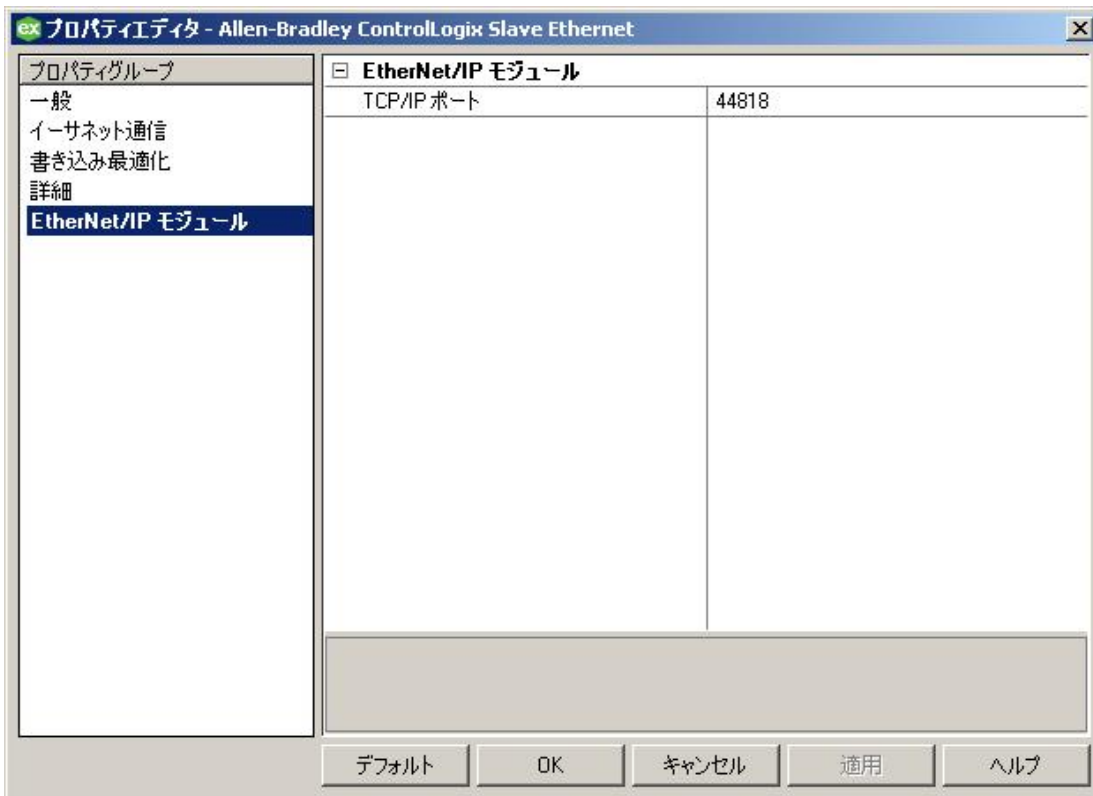 ex プロパティエディタ - Allen-Bradley ControlLogix Slave Ethernet
プロパティグループ
一般
イーサネット通信
書き込み最適化
詳細
EtherNet/IP モジュール
EtherNet/IP モジュール
TCP/IP ポート 44818
デフォルト OK キャンセル 適用 ヘルプ